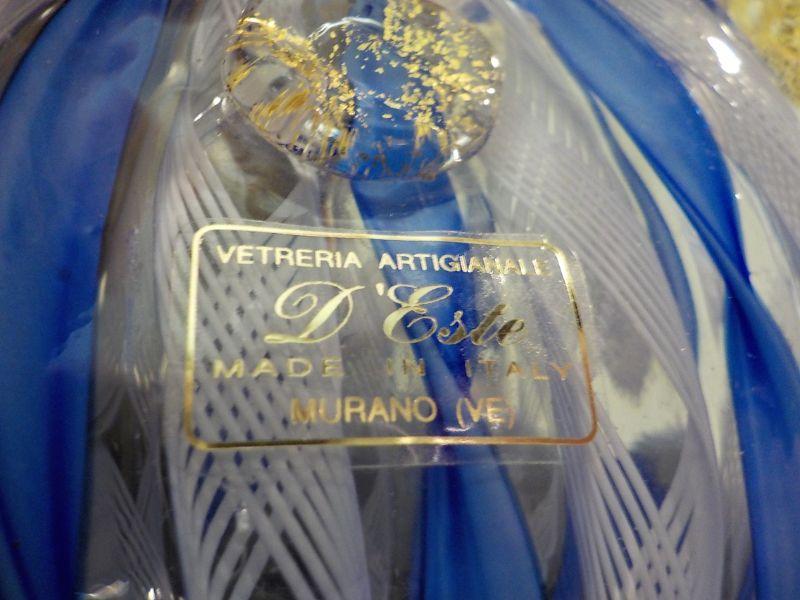 VETRERIA ARTIGIANALE
D'Este
MADE IN ITALY
MURANO (VE)